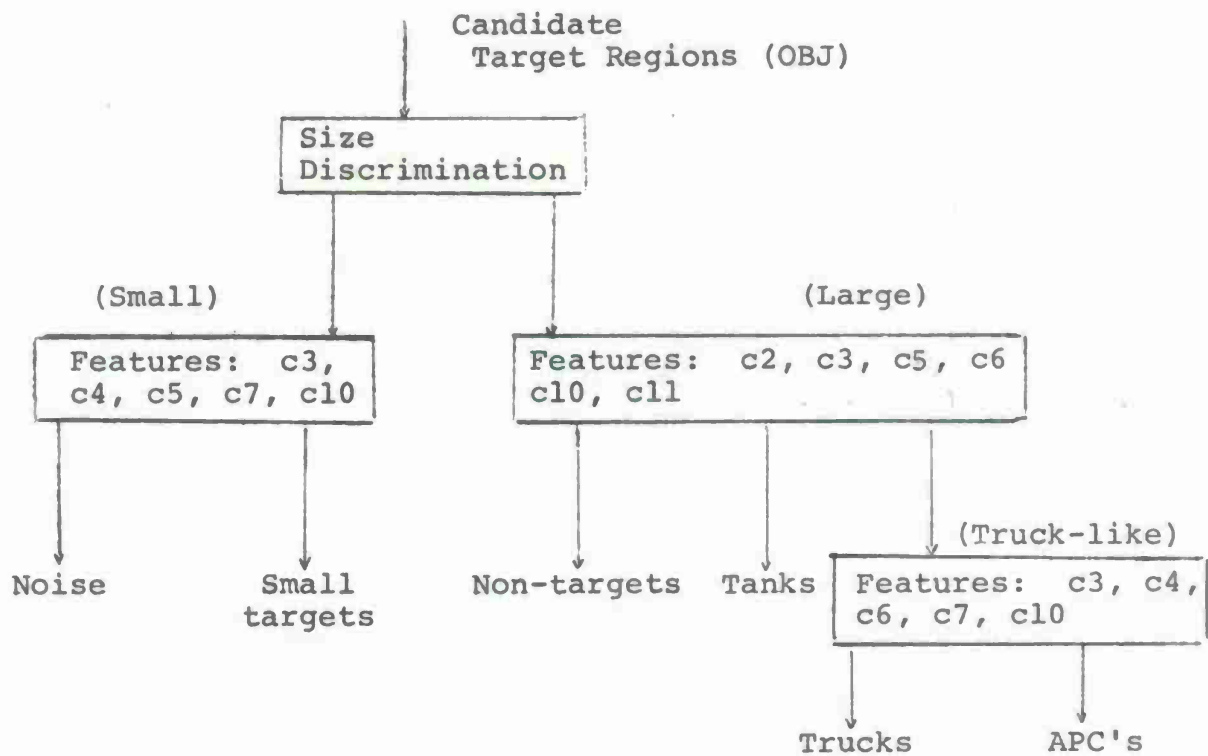 Candidate
Target Regions (OBJ)
Size
Discrimination
(Small)
(Large)
Features: c3,
c4, c5, c7, c10
Features: c2, c3, c5, c6
c10, c11
(Truck-like)
Noise
Small
targets
Non-targets
Tanks
Features: c3, c4,
c6, c7, c10
Trucks
APC's